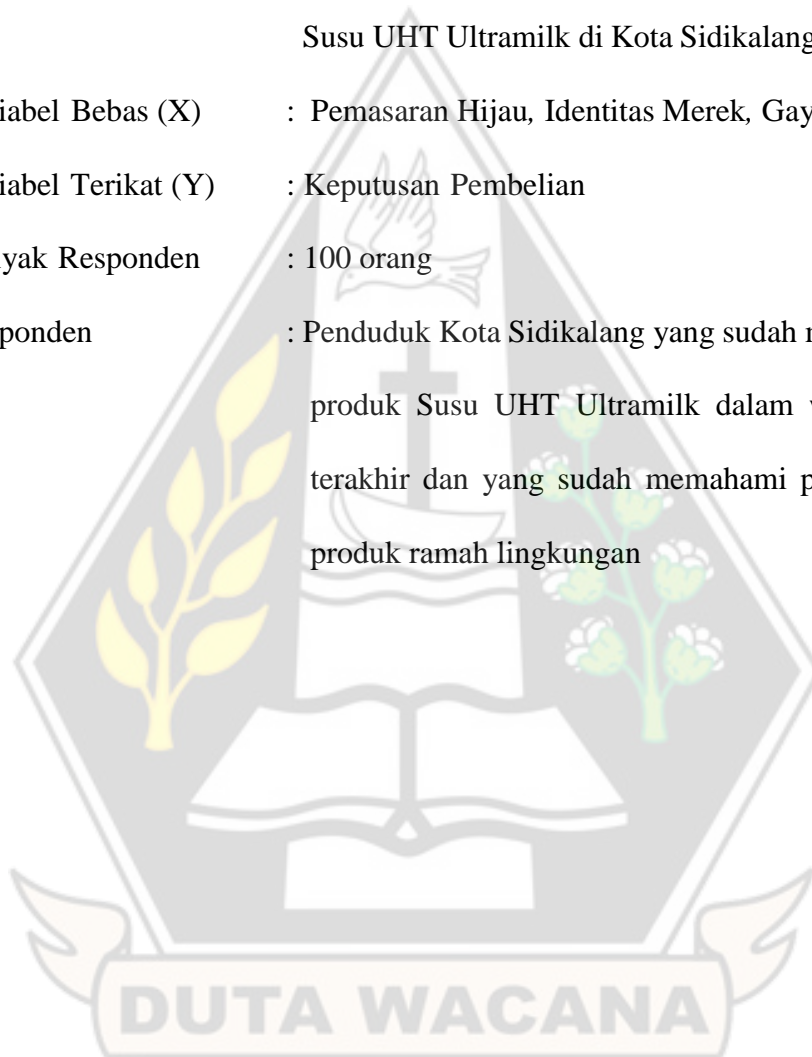 Susu UHT Ultramilk di Kota Sidikalang
iabel Bebas (X) : Pemasaran Hijau, Identitas Merek, Gay
iabel Terikat (Y) : Keputusan Pembelian
yak Responden : 100 orang
ponden : Penduduk Kota Sidikalang yang sudah
produk Susu UHT Ultramilk dalam
terakhir dan yang sudah memahami
produk ramah lingkungan
DUTA WACANA